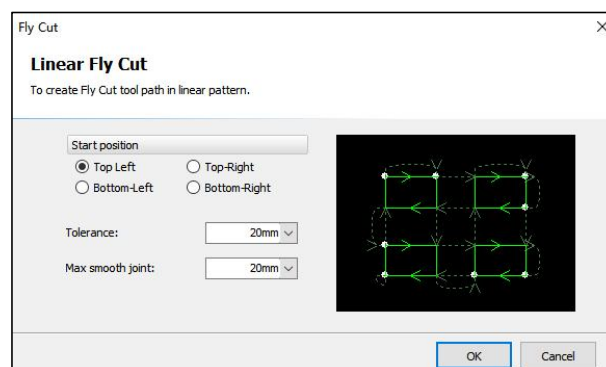 Fly Cut
Linear Fly Cut
To create Fly Cut tool path in linear pattern.
Start position
Top Left
Top-Right
Bottom-Left
Bottom-Right
Tolerance:
20mm
Max smooth joint:
20mm
OK
Cancel